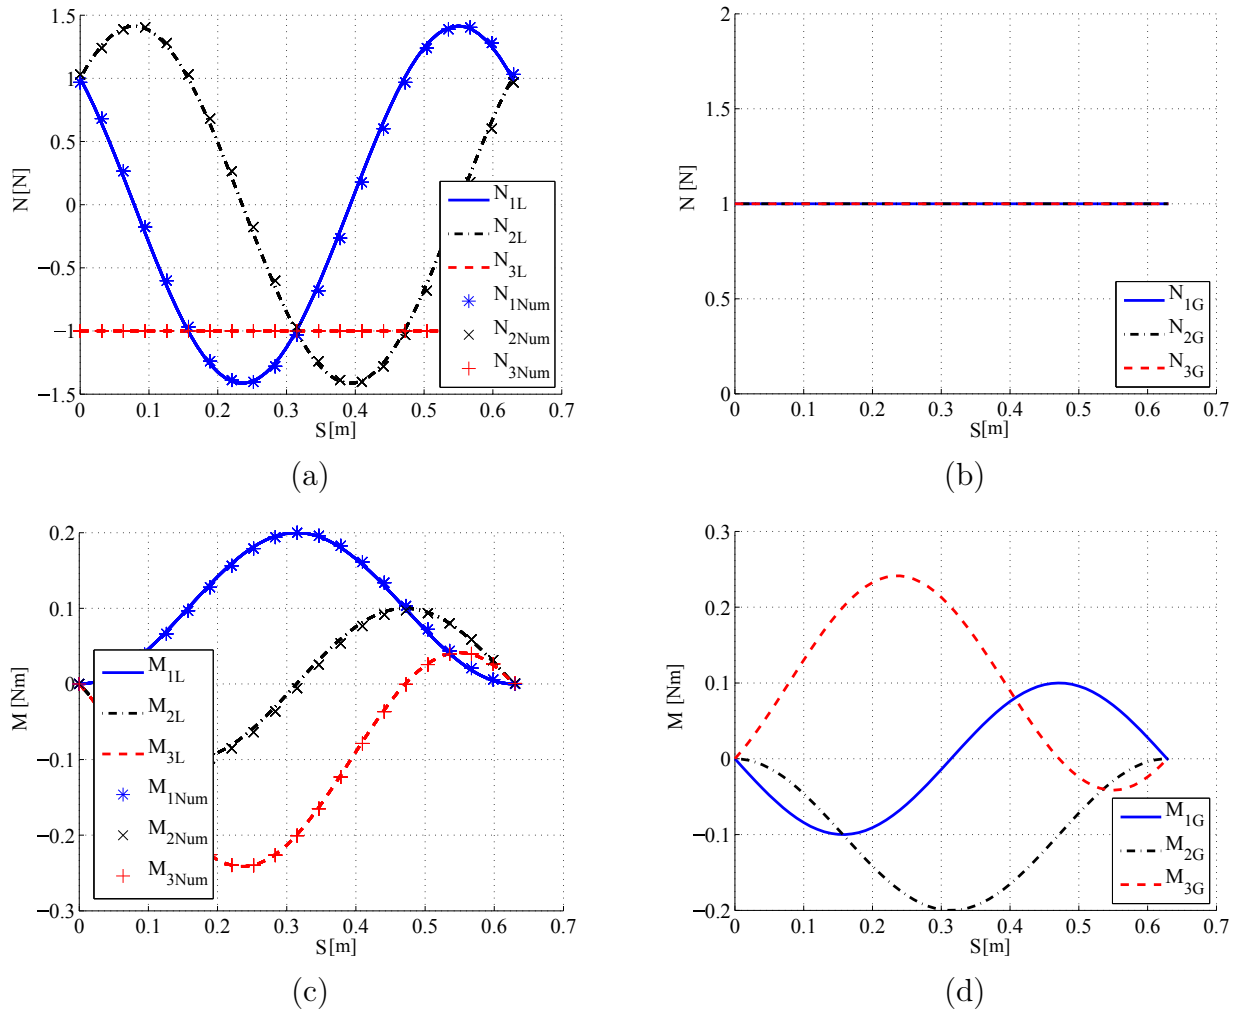 1.5
1
0.5
0
−0.5
−1
−1.5
N [N]
0 0.1 0.2 0.3 0.4 0.5 0.6 0.7
S[m]
N1L
N2L
N3L
N1Num
N2Num
N3Num
(a)
2
1.5
1
0.5
0
N [N]
0 0.1 0.2 0.3 0.4 0.5 0.6 0.7
S[m]
N1G
N2G
N3G
(b)
0.2
0.1
0
−0.1
−0.2
−0.3
M [Nm]
0 0.1 0.2 0.3 0.4 0.5 0.6 0.7
S[m]
M1L
M2L
M3L
M1Num
M2Num
M3Num
(c)
0.3
0.2
0.1
0
−0.1
−0.2
M [Nm]
0 0.1 0.2 0.3 0.4 0.5 0.6 0.7
S[m]
M1G
M2G
M3G
(d)